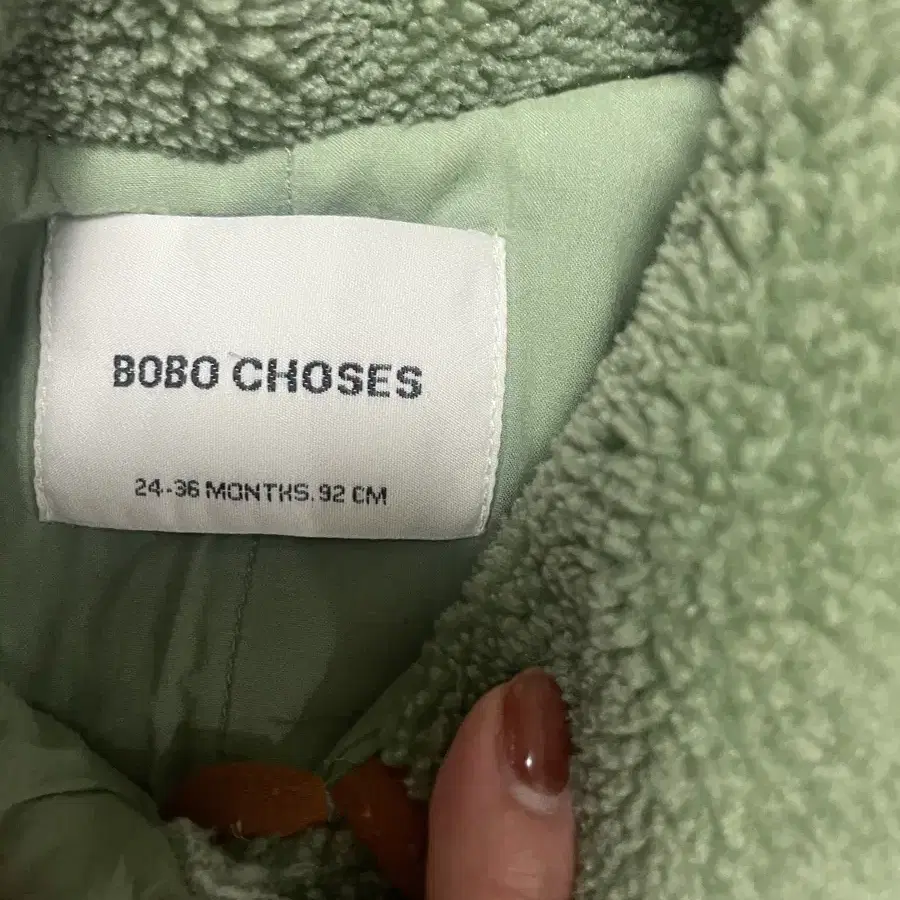 BOBO CHOSES
24-36 MONTHS. 92 CM